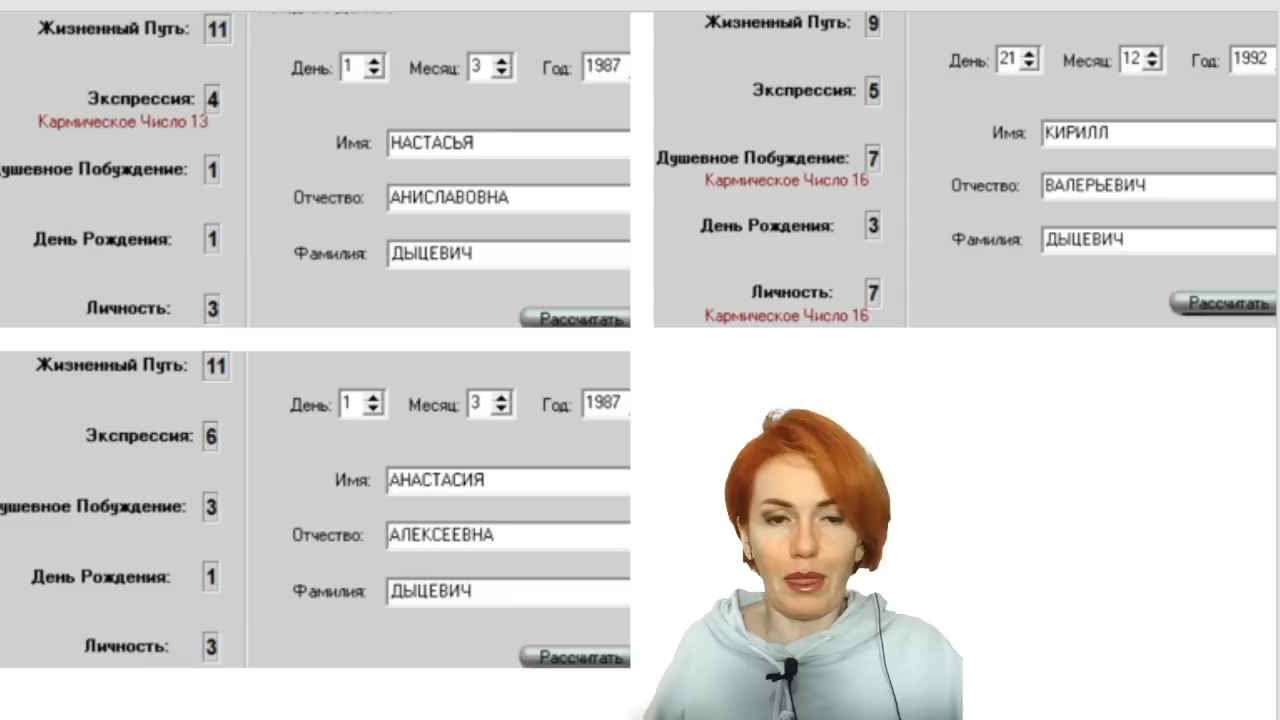 Жизненный Путь: 11
День: 1 Месяц: 3 Год: 1987
Экспрессия: 4
Кармическое Число 13
Имя: НАСТАСЬЯ
ушевное Побуждение: 1
Отчество: АНИСЛАВОВНА
День Рождения: 1
Фамилия: ДЫЦЕВИЧ
Личность: 3
Рассчитать
Жизненный Путь: 9
День: 21 Месяц: 12 Год: 1992
Экспрессия: 5
Имя: КИРИЛЛ
Душевное Побуждение: 7
Кармическое Число 16
Отчество: ВАЛЕРЬЕВИЧ
День Рождения: 3
Фамилия: ДЫЦЕВИЧ
Личность: 7
Кармическое Число 16
Рассчитать
Жизненный Путь: 11
День: 1 Месяц: 3 Год: 1987
Экспрессия: 6
Имя: АНАСТАСИЯ
ушевное Побуждение: 3
Отчество: АЛЕКСЕЕВНА
День Рождения: 1
Фамилия: ДЫЦЕВИЧ
Личность: 3
Рассчитать